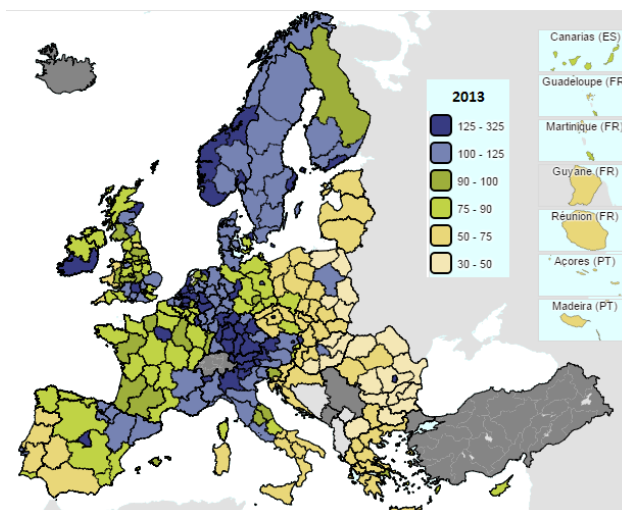 Canarias (ES)
Guadeloupe (FR
Martinique (FR)
Guyane (FR)
Réunion (FR)
Açores (PT)
Madeira (PT)
2013
125 - 325
100 - 125
90 - 100
75 - 90
50 - 75
30 - 50